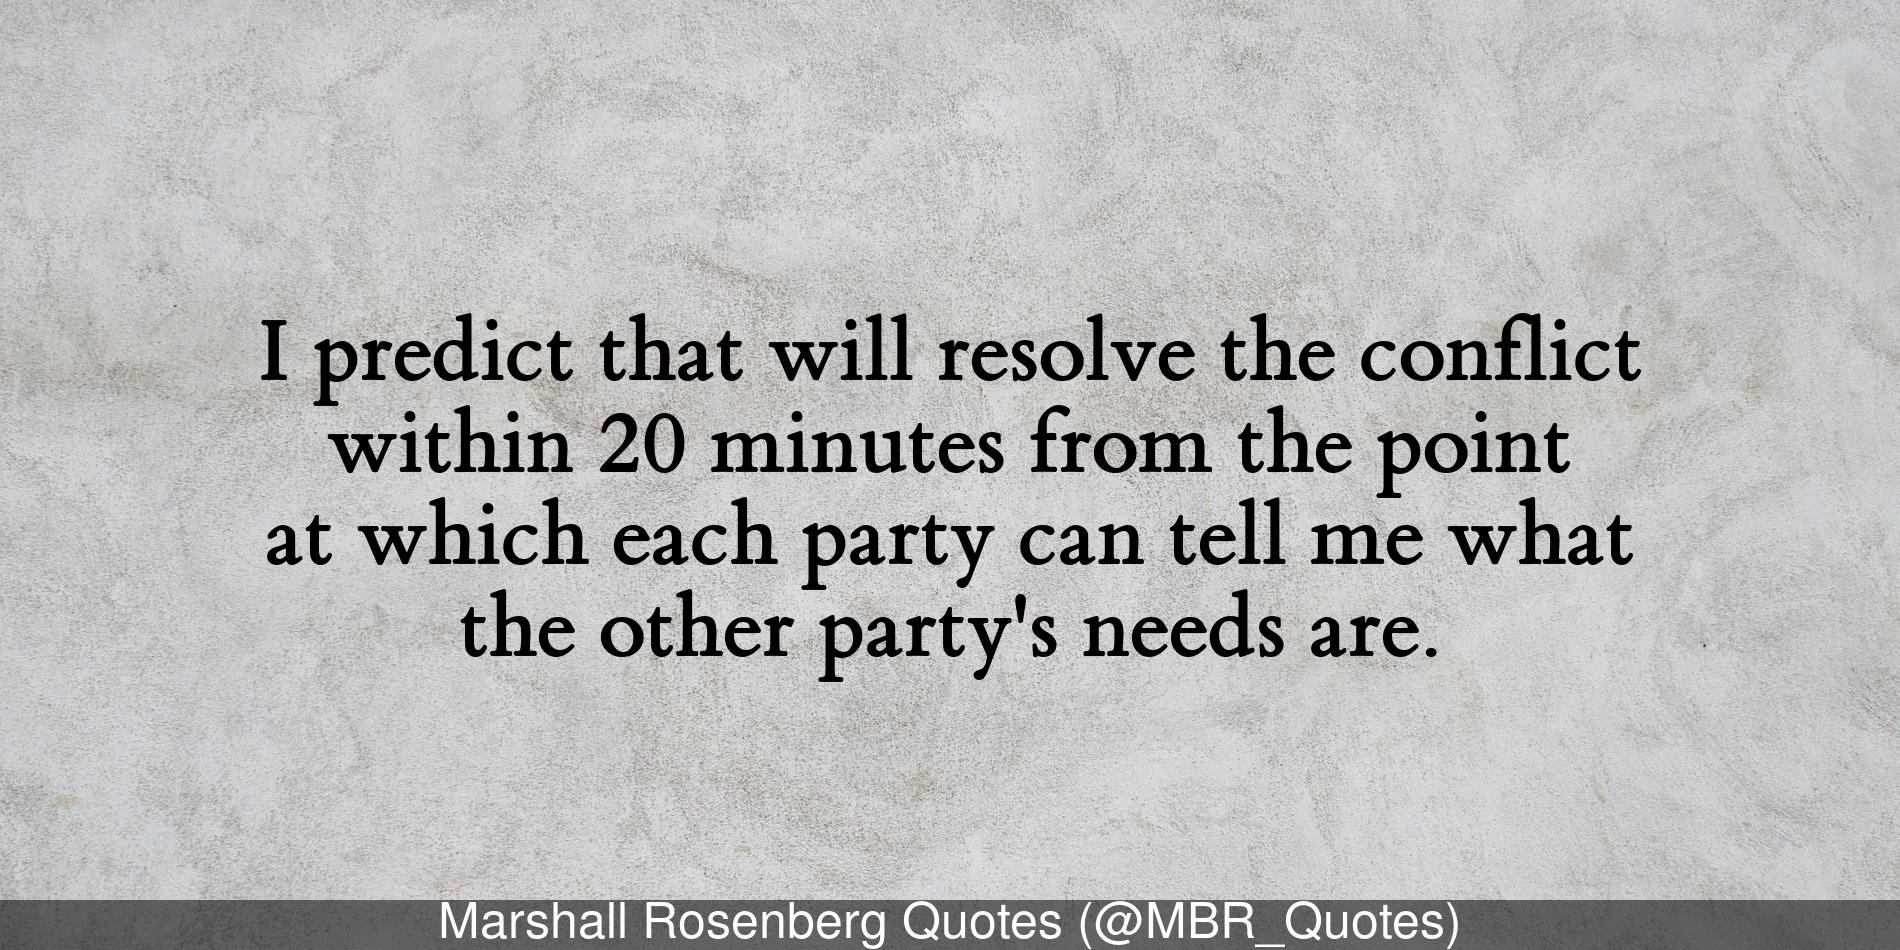 I predict that will resolve the conflict
within 20 minutes from the point
at which each party can tell me what
the other party's needs are.
Marshall Rosenberg Quotes (@MBR_Quotes)